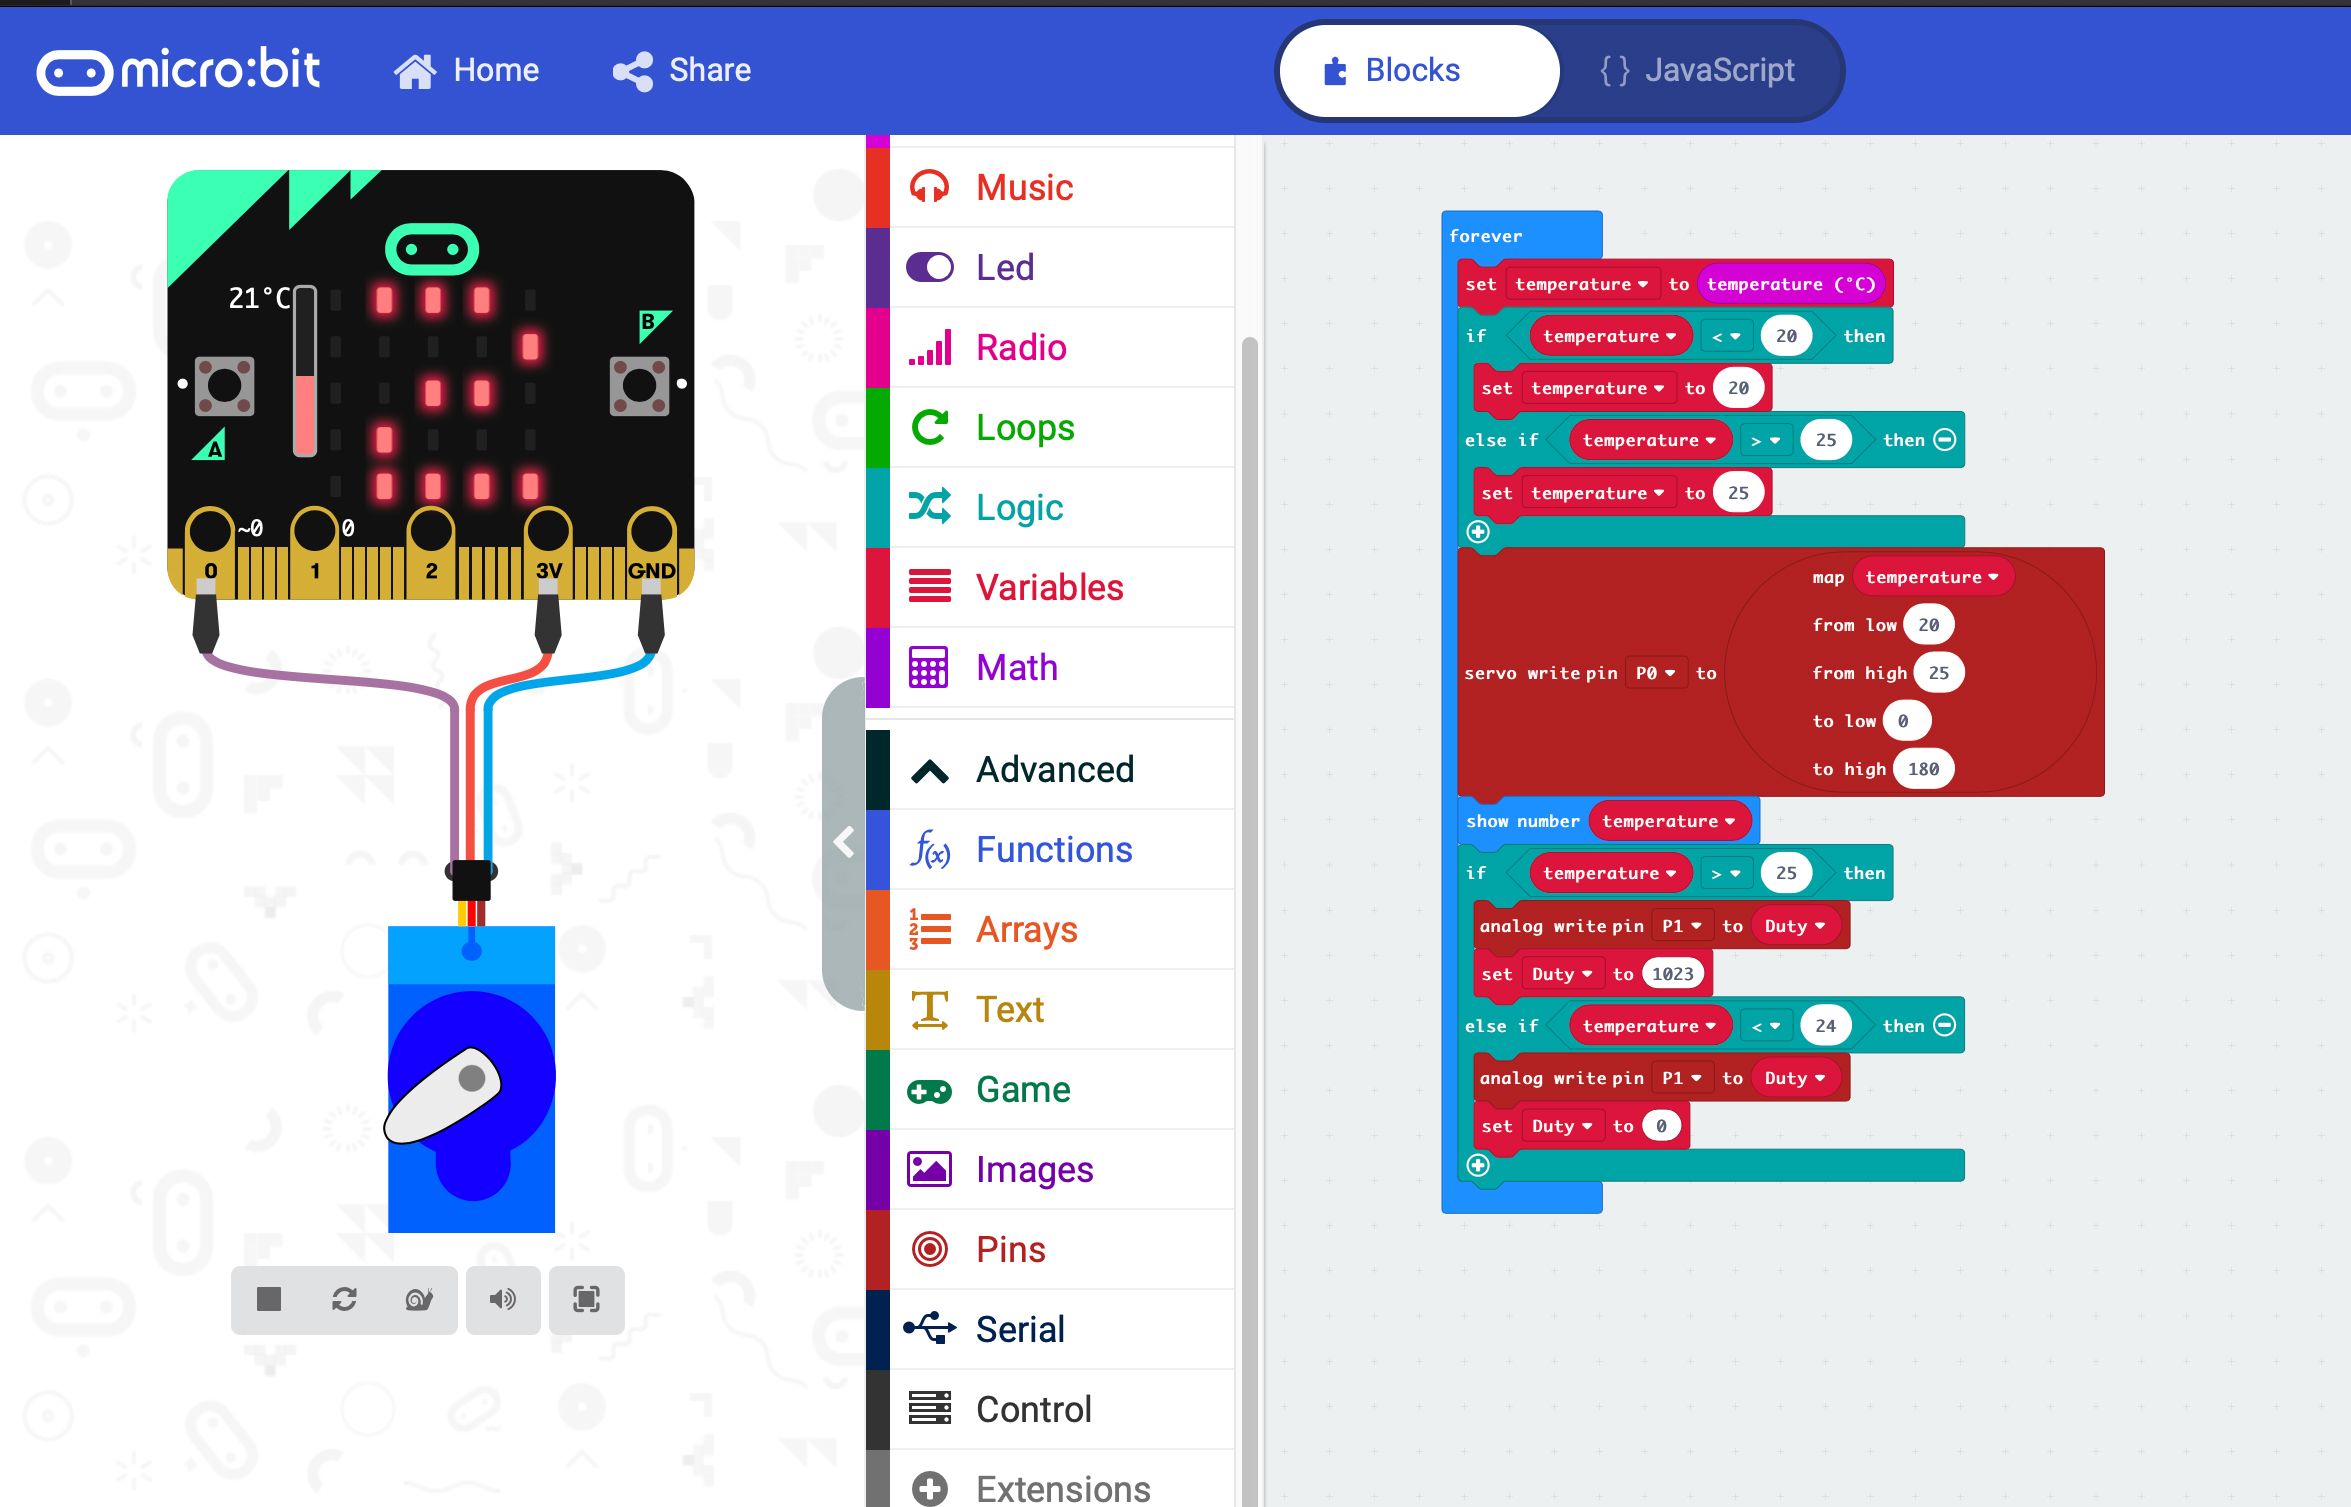 micro:bit
Home
Share
Blocks
{ } JavaScript
21°C
B
A
~0
0
0
1
2
3V
GND
Music
Led
Radio
Loops
Logic
Variables
Math
Advanced
f(x) Functions
1 2 3 Arrays
T Text
Game
Images
Pins
Serial
Control
Extensions
forever
set temperature to temperature (°C)
if temperature < 20 then
set temperature to 20
else if temperature > 25 then
set temperature to 25
servo write pin P0 to
map temperature
from low 20
from high 25
to low 0
to high 180
show number temperature
if temperature > 25 then
analog write pin P1 to Duty
set Duty to 1023
else if temperature < 24 then
analog write pin P1 to Duty
set Duty to 0